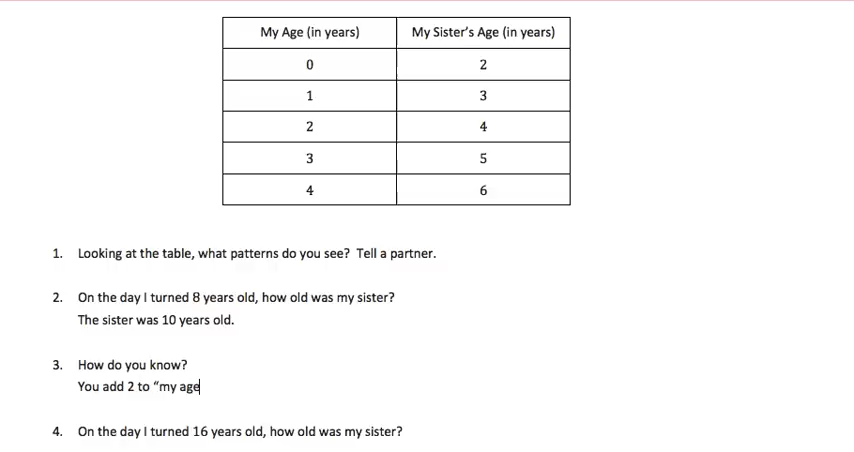 My Age (in years) My Sister's Age (in years)
0 2
1 3
2 4
3 5
4 6
1. Looking at the table, what patterns do you see? Tell a partner.
2. On the day I turned 8 years old, how old was my sister?
The sister was 10 years old.
3. How do you know?
You add 2 to “my age
4. On the day I turned 16 years old, how old was my sister?